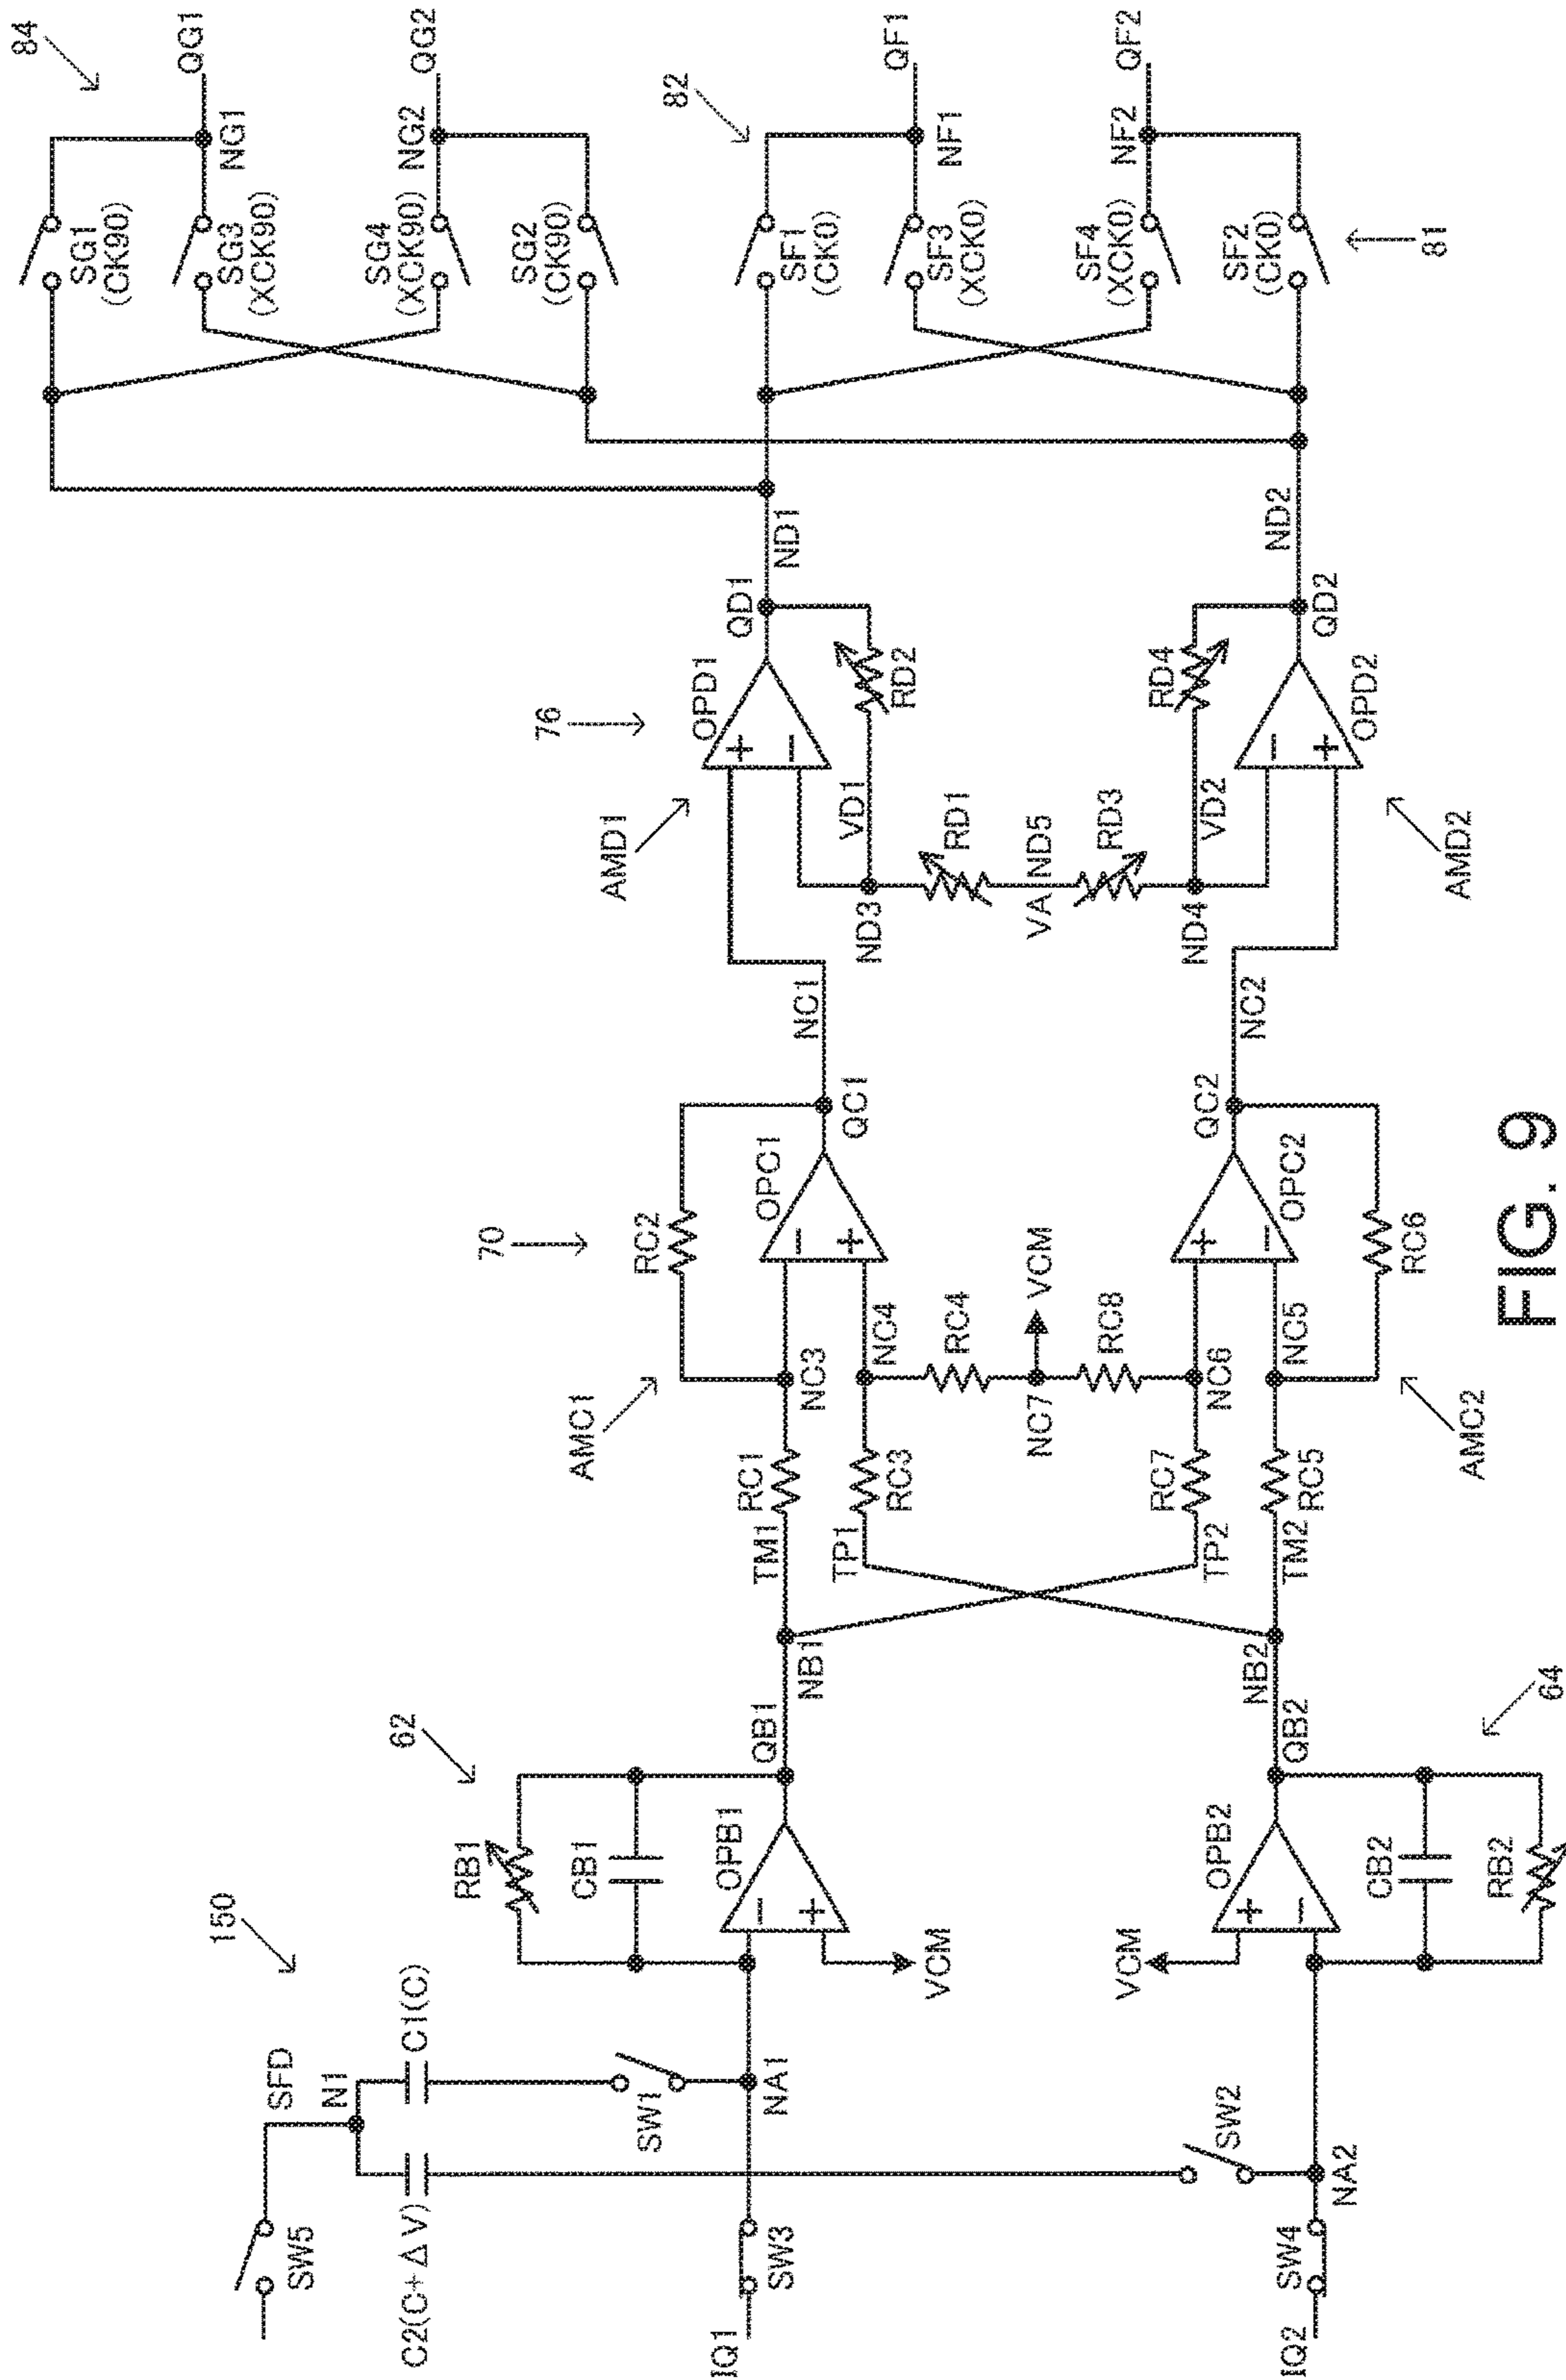 150
SFD
SW5
N1
C2(C+ΔV)
C1(C)
SW1
IQ1
SW3
NA1
SW2
IQ2
SW4
NA2
62
RB1
CB1
OPB1
−
+
VCM
QB1
NB1
VCM
OPB2
+
−
QB2
NB2
CB2
RB2
64
70
AMC1
RC2
TM1
RC1
NC3
OPC1
−
+
QC1
NC1
TP1
RC3
NC4
RC4
NC7
VCM
RC8
RC7
TP2
NC6
OPC2
+
−
QC2
NC2
TM2
RC5
NC5
RC6
AMC2
76
AMD1
OPD1
+
−
QD1
ND1
VD1
RD2
ND3
RD1
VA
ND5
RD3
ND4
VD2
RD4
QD2
ND2
−
+
OPD2
AMD2
84
SG1
(CK90)
SG3
(XCK90)
NG1
QG1
SG4
(XCK90)
NG2
QG2
SG2
(CK90)
82
SF1
(CK0)
SF3
(XCK0)
NF1
QF1
SF4
(XCK0)
NF2
QF2
SF2
(CK0)
81
FIG. 9